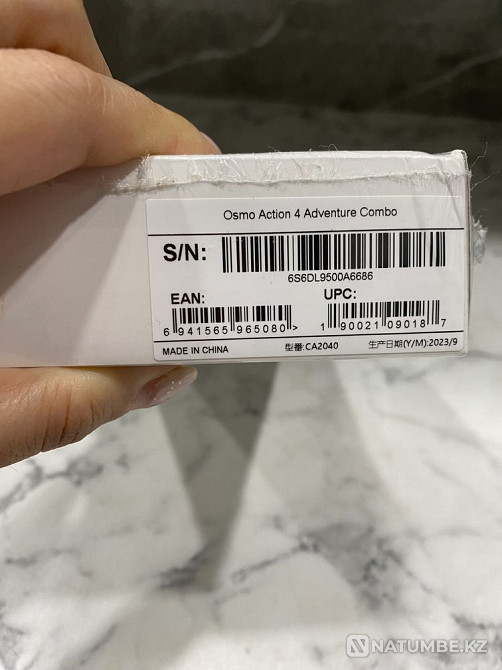 Osmo Action 4 Adventure Combo
S/N:
6S6DL9500A6686
EAN: UPC:
6 941565 965080> 1 90021 09018 7
MADE IN CHINA 型番:CA2040 生产日期(Y/M):2023/9
NATUMBE.KZ